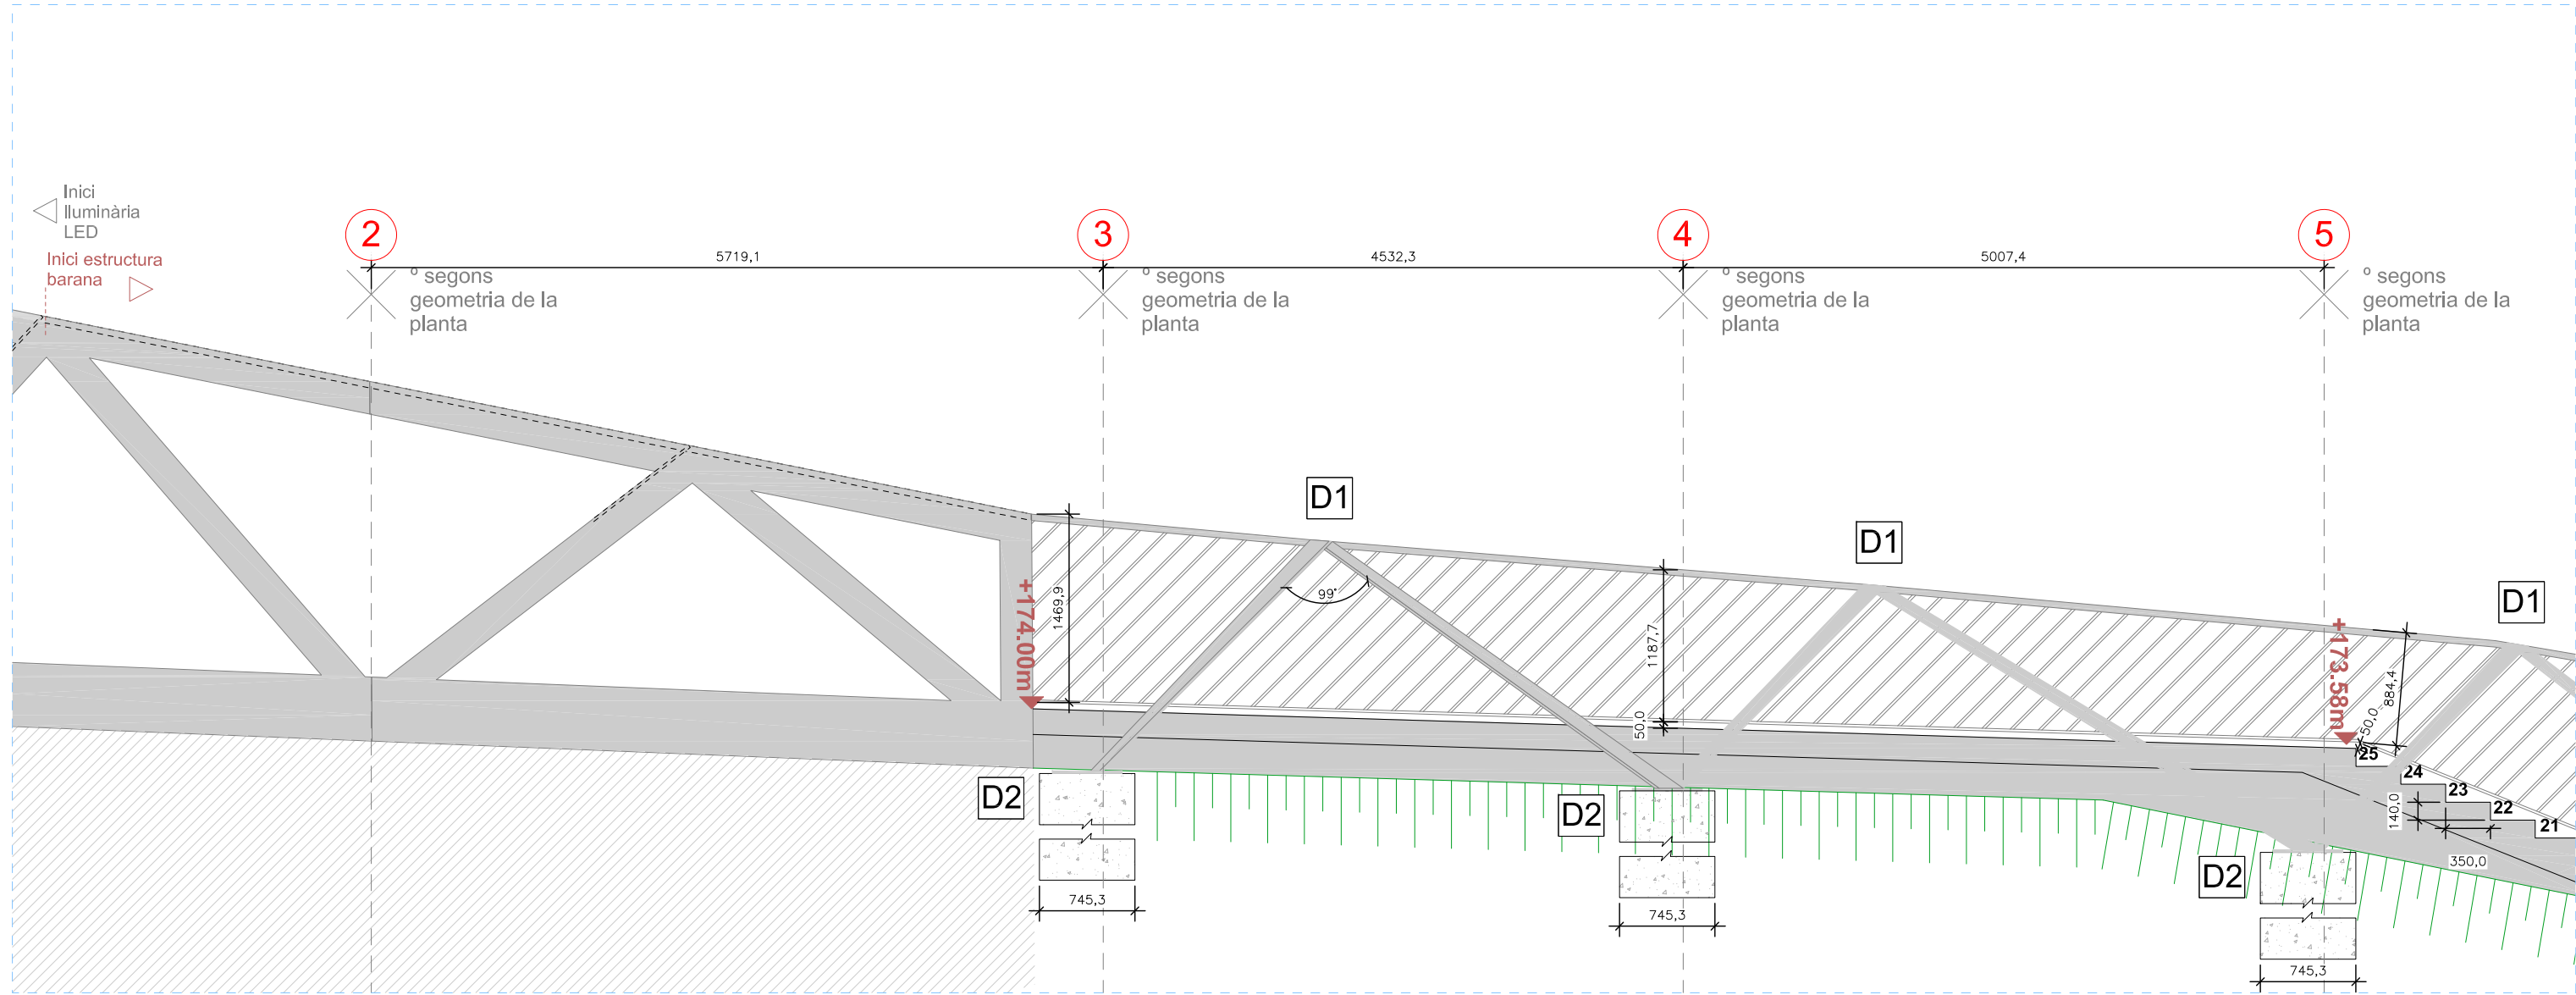 Inici
lluminària
LED
Inici estructura
barana
2
3
4
5
5719,1
4532,3
5007,4
º segons
geometria de la
planta
º segons
geometria de la
planta
º segons
geometria de la
planta
º segons
geometria de la
planta
D1
D1
D1
99°
+174.00m
1469,9
1187,7
50,0
+173.58m
884,4
50,0
25
24
23
22
21
140,0
350,0
D2
D2
D2
745,3
745,3
745,3